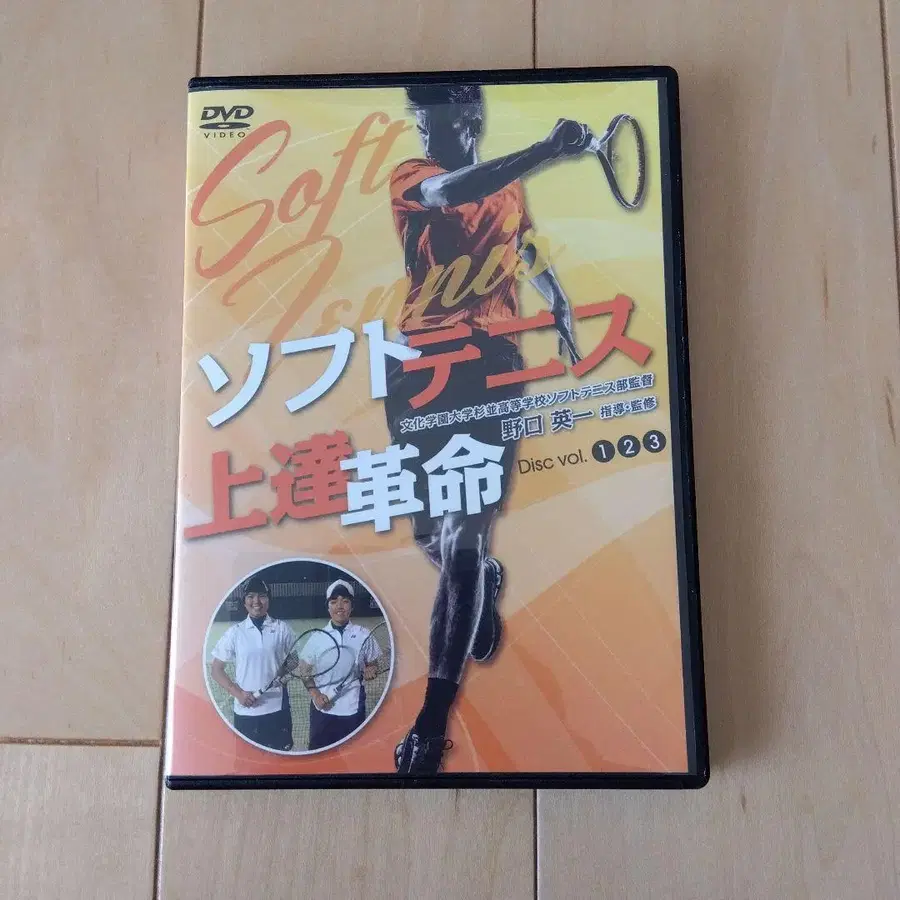 DVD
VIDEO
Soft
Tennis
ソフトテニス
文化学園大学杉並高等学校ソフトテニス部監督
野口 英一 指導・監修
上達革命
Disc vol. 1 2 3